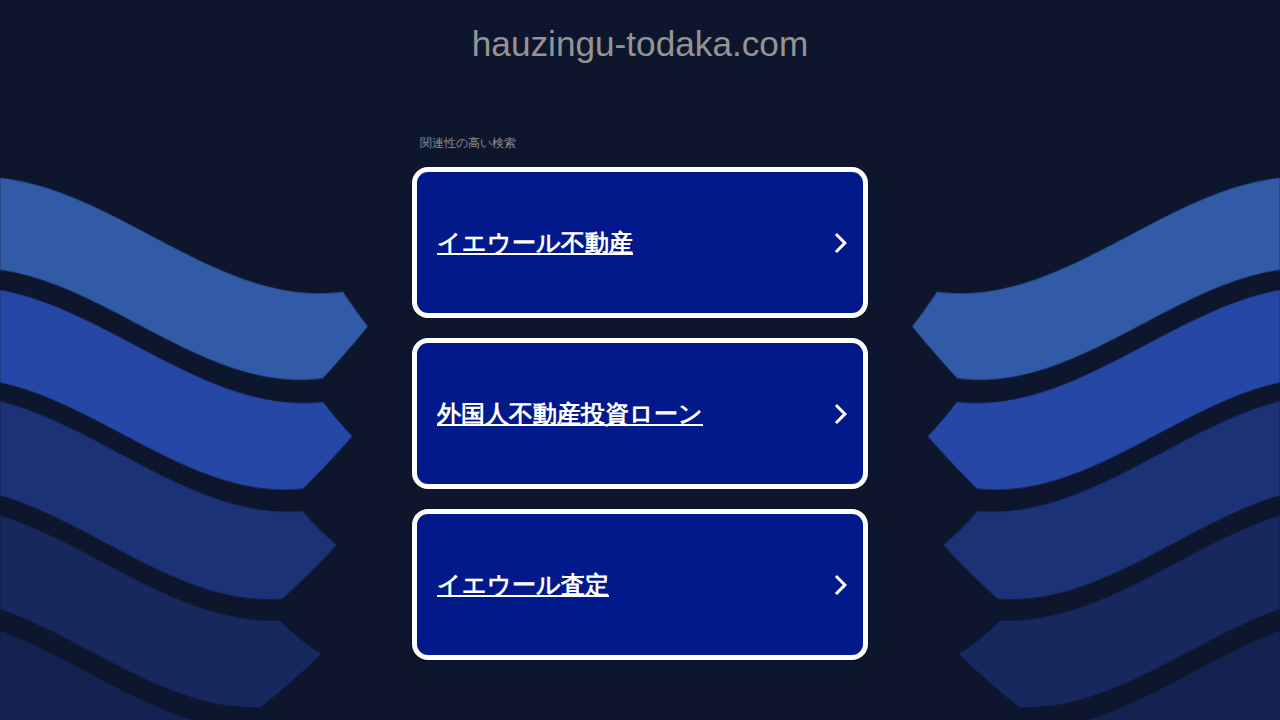 hauzingu-todaka.com
関連性の高い検索
イエウール不動産
外国人不動産投資ローン
イエウール査定